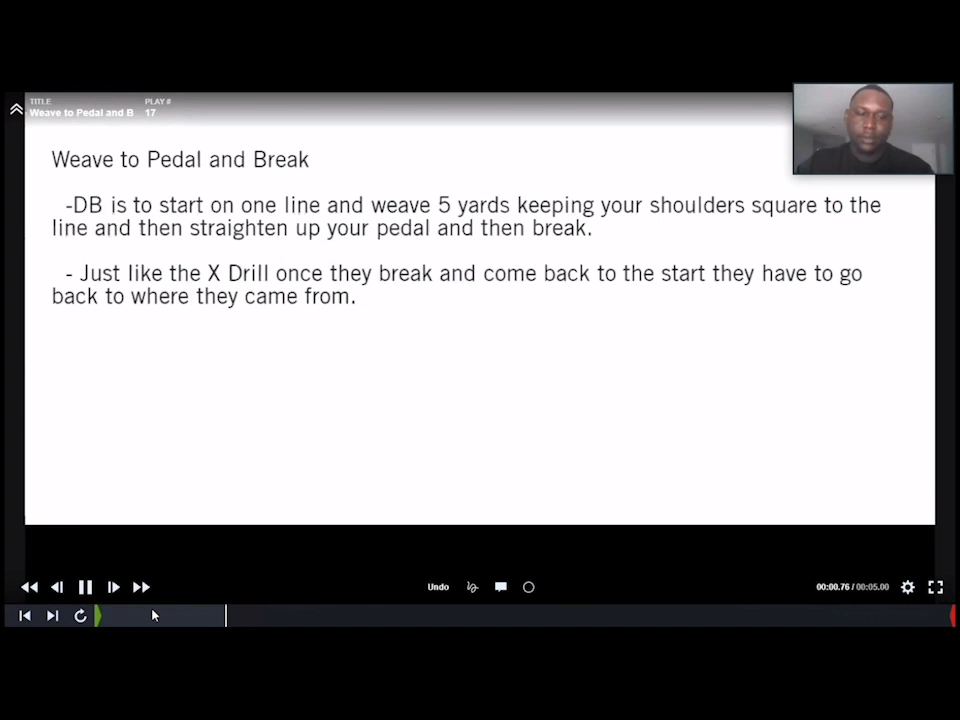 TITLE PLAY #
Weave to Pedal and B 17
Weave to Pedal and Break
-DB is to start on one line and weave 5 yards keeping your shoulders square to the
line and then straighten up your pedal and then break.
- Just like the X Drill once they break and come back to the start they have to go
back to where they came from.
Undo 00:00.76 / 00:05.00